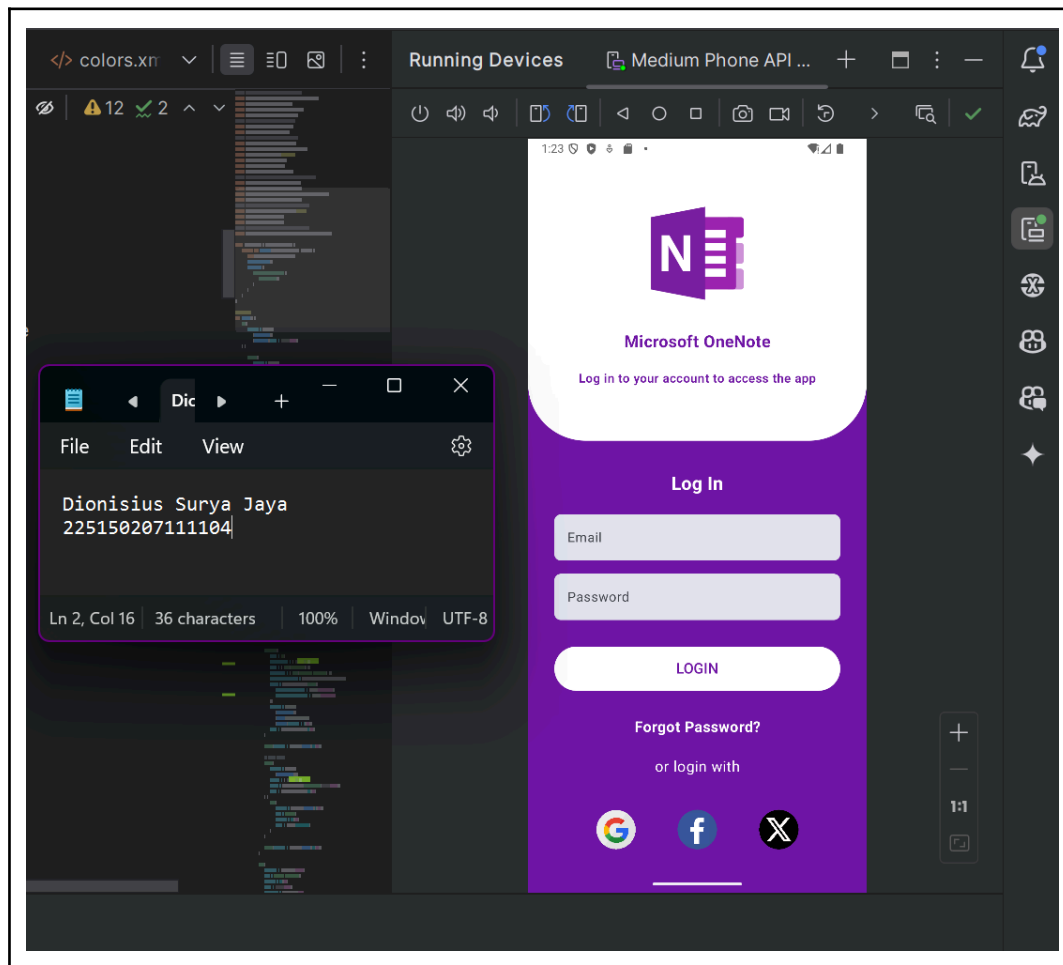 colors.xm
Running Devices
Medium Phone API ...
12
2
1:23
N
Microsoft OneNote
Log in to your account to access the app
Dic
File
Edit
View
Dionisius Surya Jaya
225150207111104
Ln 2, Col 16
36 characters
100%
Window
UTF-8
Log In
Email
Password
LOGIN
Forgot Password?
or login with
G
f
X
1:1